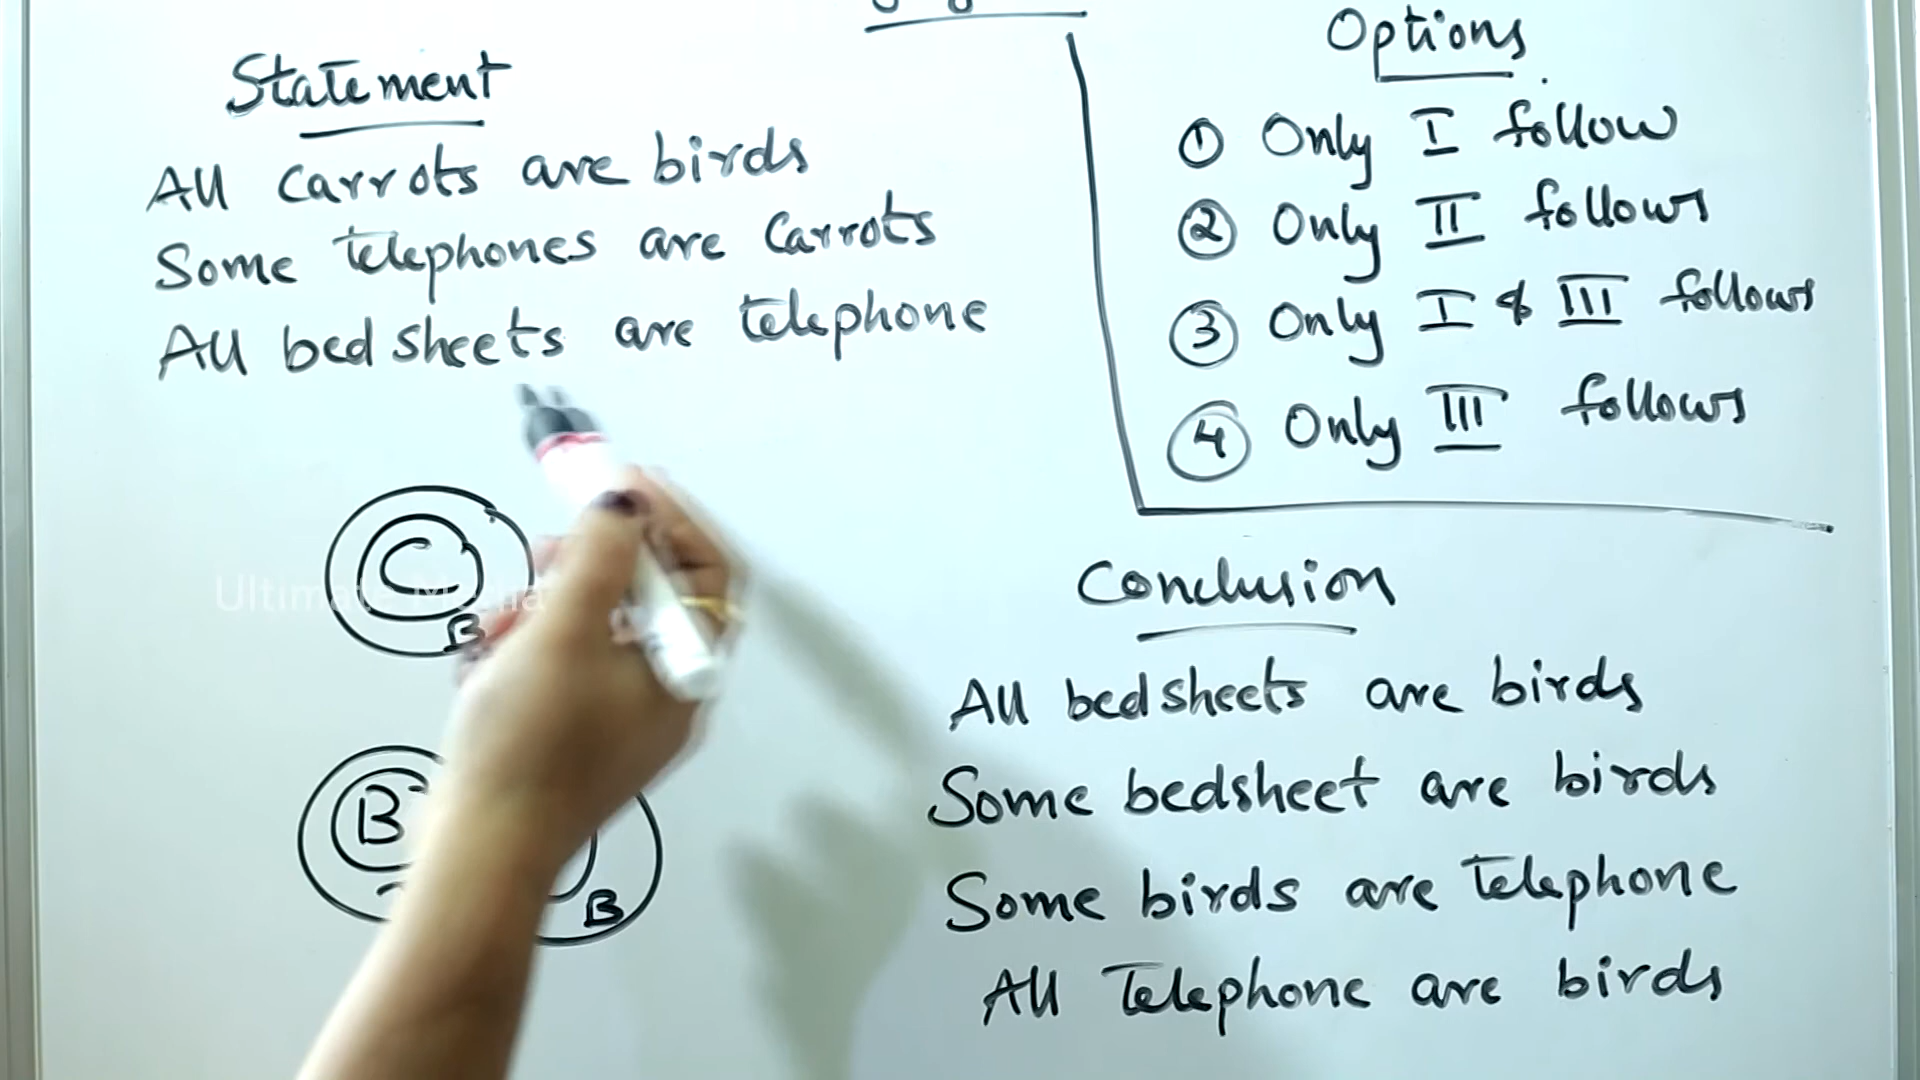 Statement
All Carrots are birds
Some telephones are Carrots
All bedsheets are telephone
C
B
B
B
Options
① Only I follow
② Only II follows
③ Only I & III follows
④ Only III follows
Conclusion
All bedsheets are birds
Some bedsheet are birds
Some birds are Telephone
All Telephone are birds